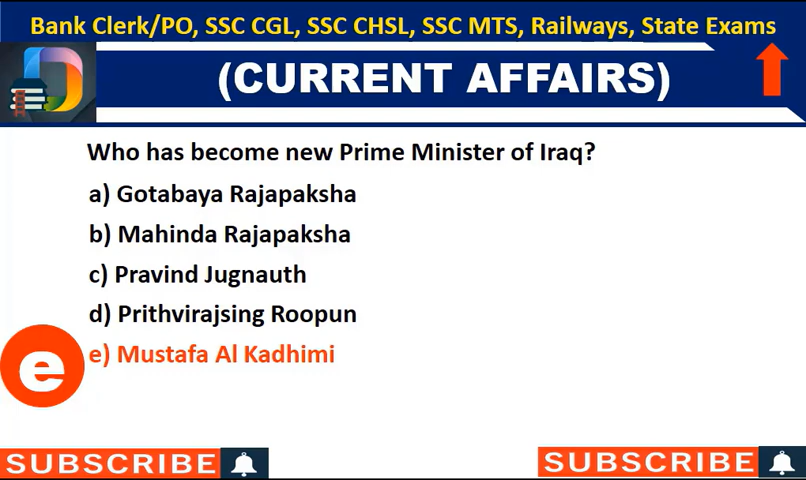 Bank Clerk/PO, SSC CGL, SSC CHSL, SSC MTS, Railways, State Exams
(CURRENT AFFAIRS)
Who has become new Prime Minister of Iraq?
a) Gotabaya Rajapaksha
b) Mahinda Rajapaksha
c) Pravind Jugnauth
d) Prithvirajsing Roopun
e
e) Mustafa Al Kadhimi
SUBSCRIBE
SUBSCRIBE